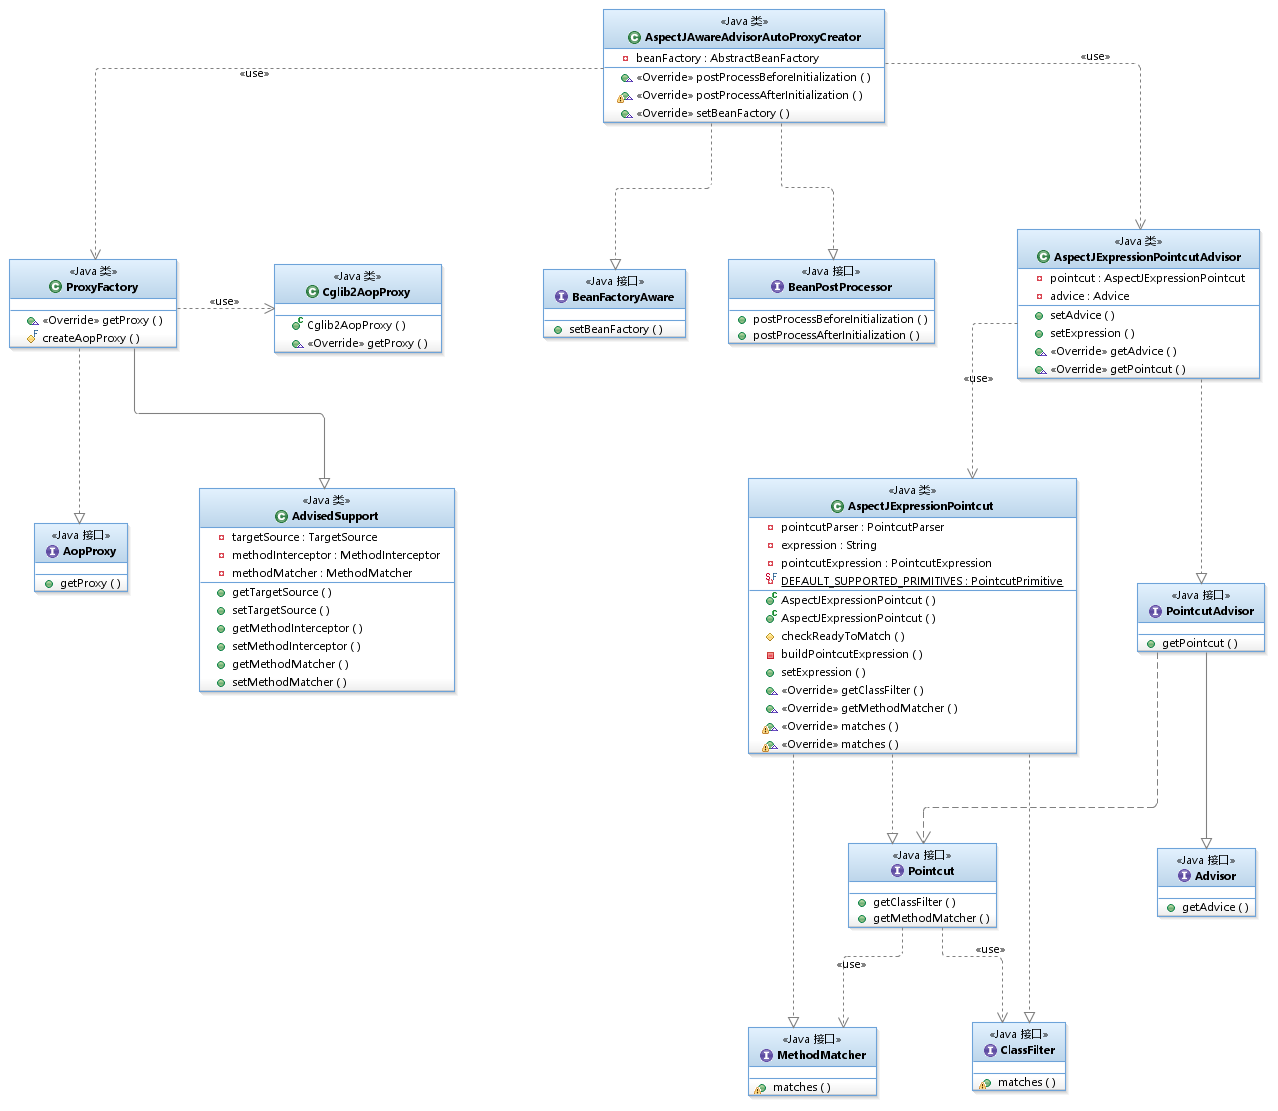 «Java 类»
AspectJAwareAdvisorAutoProxyCreator
beanFactory : AbstractBeanFactory
«Override» postProcessBeforeInitialization ( )
«Override» postProcessAfterInitialization ( )
«Override» setBeanFactory ( )
«use»
«use»
«Java 类»
ProxyFactory
«Override» getProxy ( )
createAopProxy ( )
«use»
«Java 类»
Cglib2AopProxy
Cglib2AopProxy ( )
«Override» getProxy ( )
«Java 接口»
BeanFactoryAware
setBeanFactory ( )
«Java 接口»
BeanPostProcessor
postProcessBeforeInitialization ( )
postProcessAfterInitialization ( )
«Java 类»
AspectJExpressionPointcutAdvisor
pointcut : AspectJExpressionPointcut
advice : Advice
setAdvice ( )
setExpression ( )
«Override» getAdvice ( )
«Override» getPointcut ( )
«use»
«Java 接口»
AopProxy
getProxy ( )
«Java 类»
AdvisedSupport
targetSource : TargetSource
methodInterceptor : MethodInterceptor
methodMatcher : MethodMatcher
getTargetSource ( )
setTargetSource ( )
getMethodInterceptor ( )
setMethodInterceptor ( )
getMethodMatcher ( )
setMethodMatcher ( )
«Java 类»
AspectJExpressionPointcut
pointcutParser : PointcutParser
expression : String
pointcutExpression : PointcutExpression
DEFAULT_SUPPORTED_PRIMITIVES : PointcutPrimitive
AspectJExpressionPointcut ( )
AspectJExpressionPointcut ( )
checkReadyToMatch ( )
buildPointcutExpression ( )
setExpression ( )
«Override» getClassFilter ( )
«Override» getMethodMatcher ( )
«Override» matches ( )
«Override» matches ( )
«Java 接口»
PointcutAdvisor
getPointcut ( )
«Java 接口»
Pointcut
getClassFilter ( )
getMethodMatcher ( )
«Java 接口»
Advisor
getAdvice ( )
«use»
«use»
«Java 接口»
MethodMatcher
matches ( )
«Java 接口»
ClassFilter
matches ( )